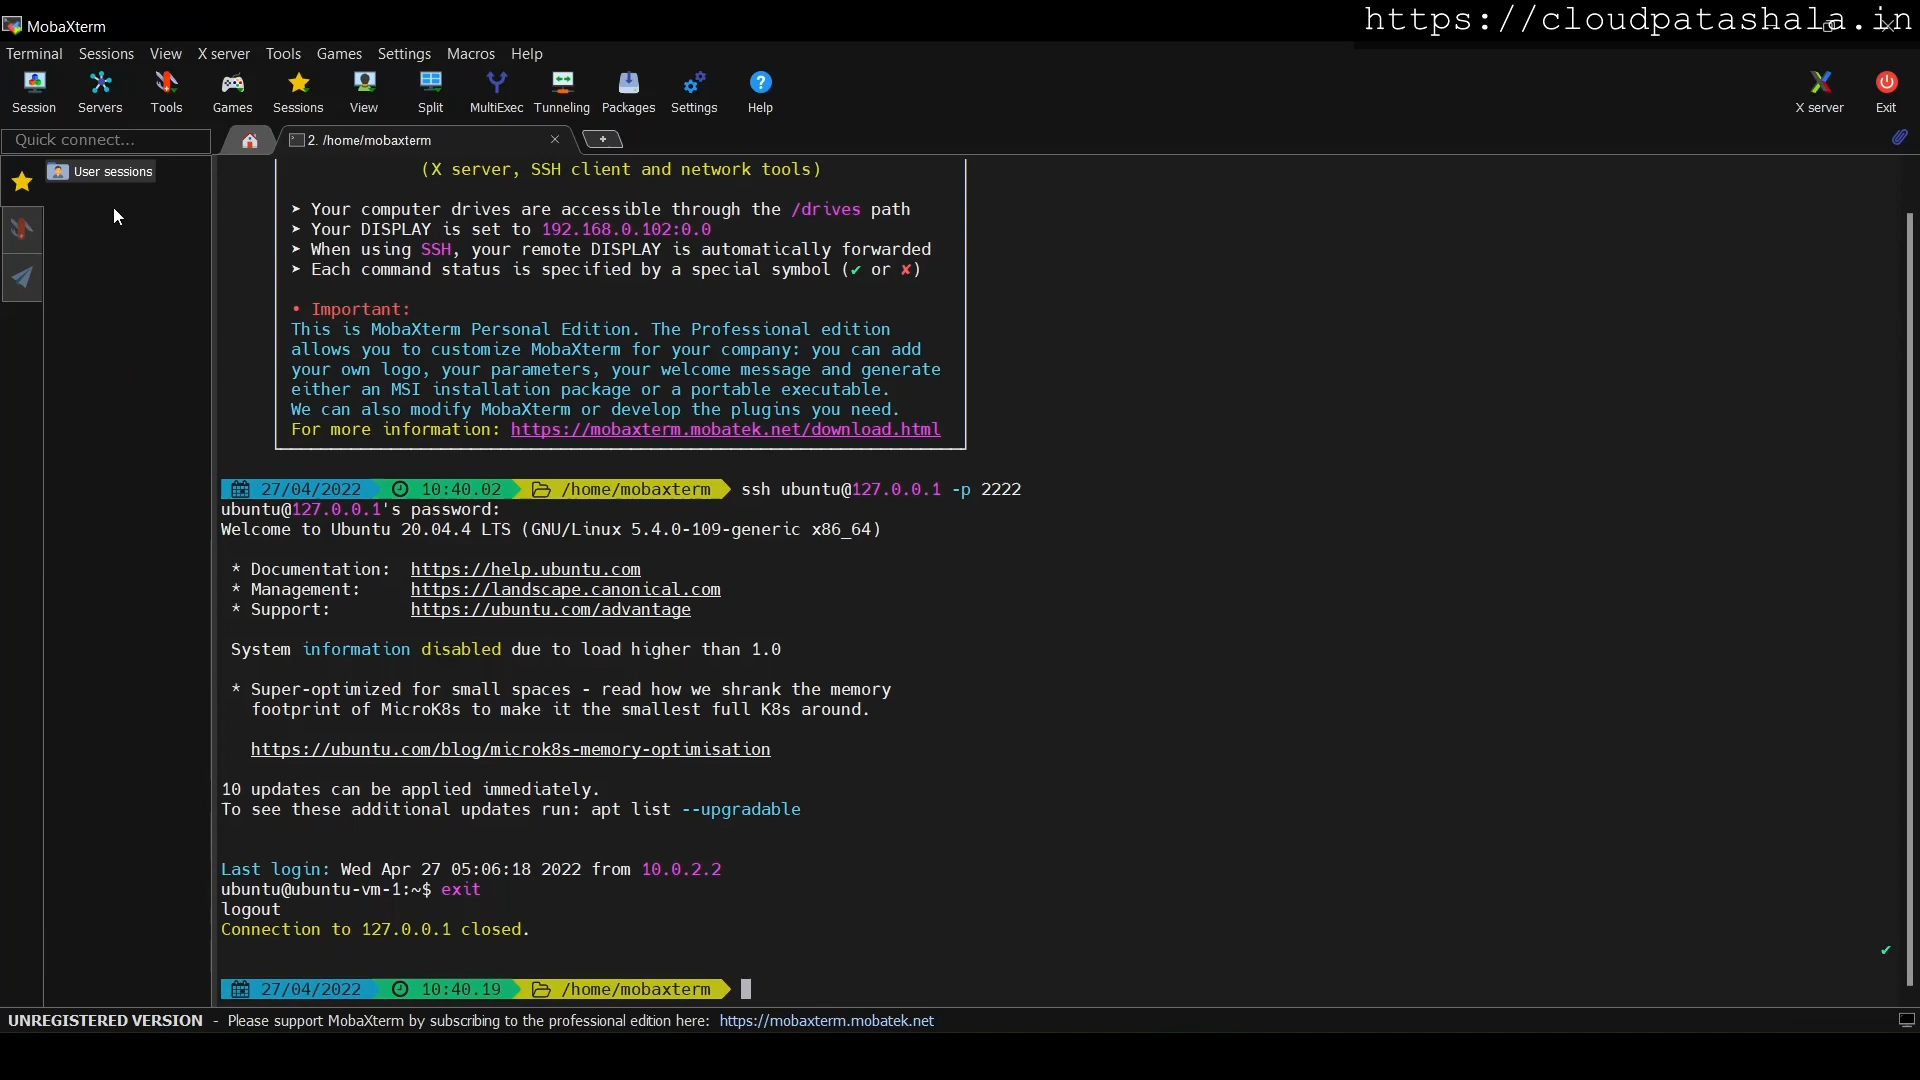 MobaXterm
https://cloudpatashala.in
Terminal Sessions View X server Tools Games Settings Macros Help
Session Servers Tools Games Sessions View Split MultiExec Tunneling Packages Settings Help X server Exit
Quick connect...
2. /home/mobaxterm
User sessions
(X server, SSH client and network tools)
➤ Your computer drives are accessible through the /drives path
➤ Your DISPLAY is set to 192.168.0.102:0.0
➤ When using SSH, your remote DISPLAY is automatically forwarded
➤ Each command status is specified by a special symbol (✔ or ✘)
• Important:
This is MobaXterm Personal Edition. The Professional edition
allows you to customize MobaXterm for your company: you can add
your own logo, your parameters, your welcome message and generate
either an MSI installation package or a portable executable.
We can also modify MobaXterm or develop the plugins you need.
For more information: https://mobaxterm.mobatek.net/download.html
27/04/2022 10:40.02 /home/mobaxterm ssh ubuntu@127.0.0.1 -p 2222
ubuntu@127.0.0.1's password:
Welcome to Ubuntu 20.04.4 LTS (GNU/Linux 5.4.0-109-generic x86_64)
* Documentation: https://help.ubuntu.com
* Management: https://landscape.canonical.com
* Support: https://ubuntu.com/advantage
System information disabled due to load higher than 1.0
* Super-optimized for small spaces - read how we shrank the memory
footprint of MicroK8s to make it the smallest full K8s around.
https://ubuntu.com/blog/microk8s-memory-optimisation
10 updates can be applied immediately.
To see these additional updates run: apt list --upgradable
Last login: Wed Apr 27 05:06:18 2022 from 10.0.2.2
ubuntu@ubuntu-vm-1:~$ exit
logout
Connection to 127.0.0.1 closed.
27/04/2022 10:40.19 /home/mobaxterm
UNREGISTERED VERSION - Please support MobaXterm by subscribing to the professional edition here: https://mobaxterm.mobatek.net